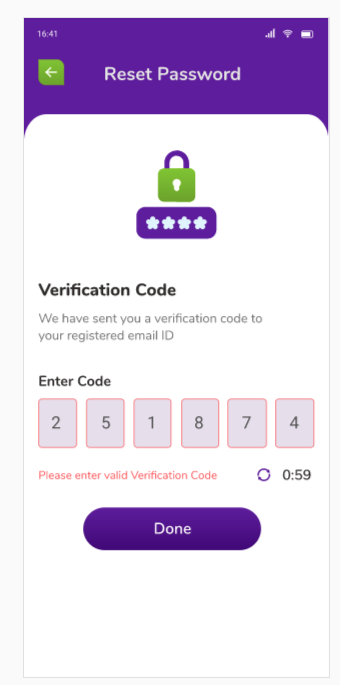 16:41
Reset Password
****
Verification Code
We have sent you a verification code to
your registered email ID
Enter Code
2 5 1 8 7 4
Please enter valid Verification Code 0:59
Done